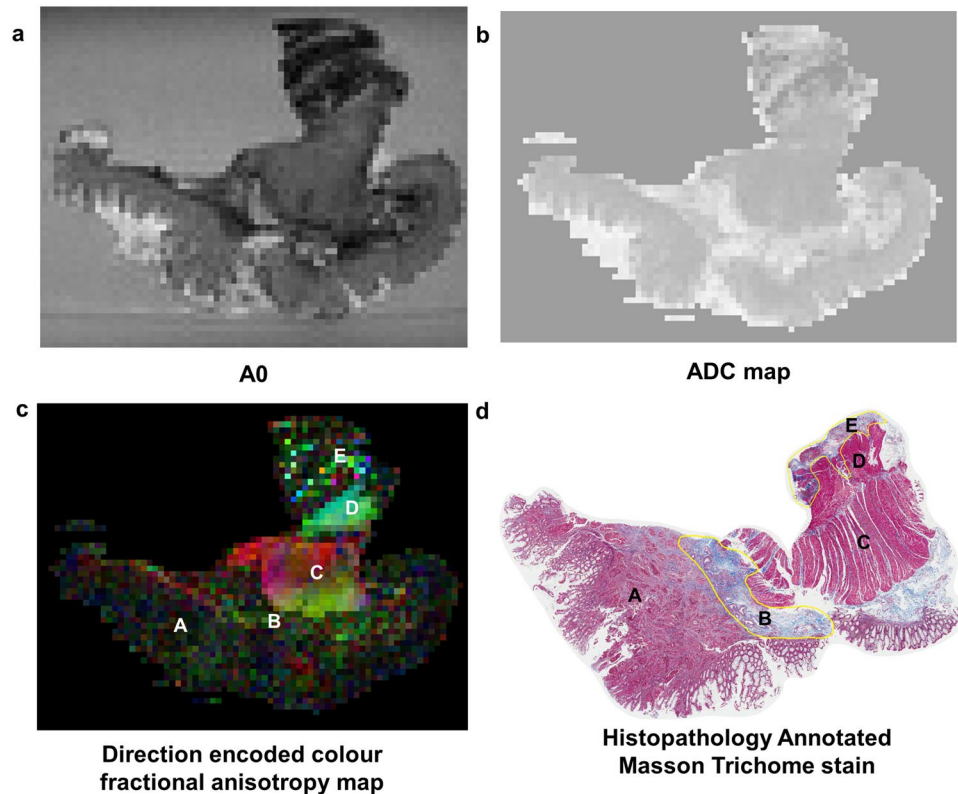 a
b
A0
ADC map
c
E
D
C
B
A
Direction encoded colour
fractional anisotropy map
d
E
D
C
A
B
Histopathology Annotated
Masson Trichome stain